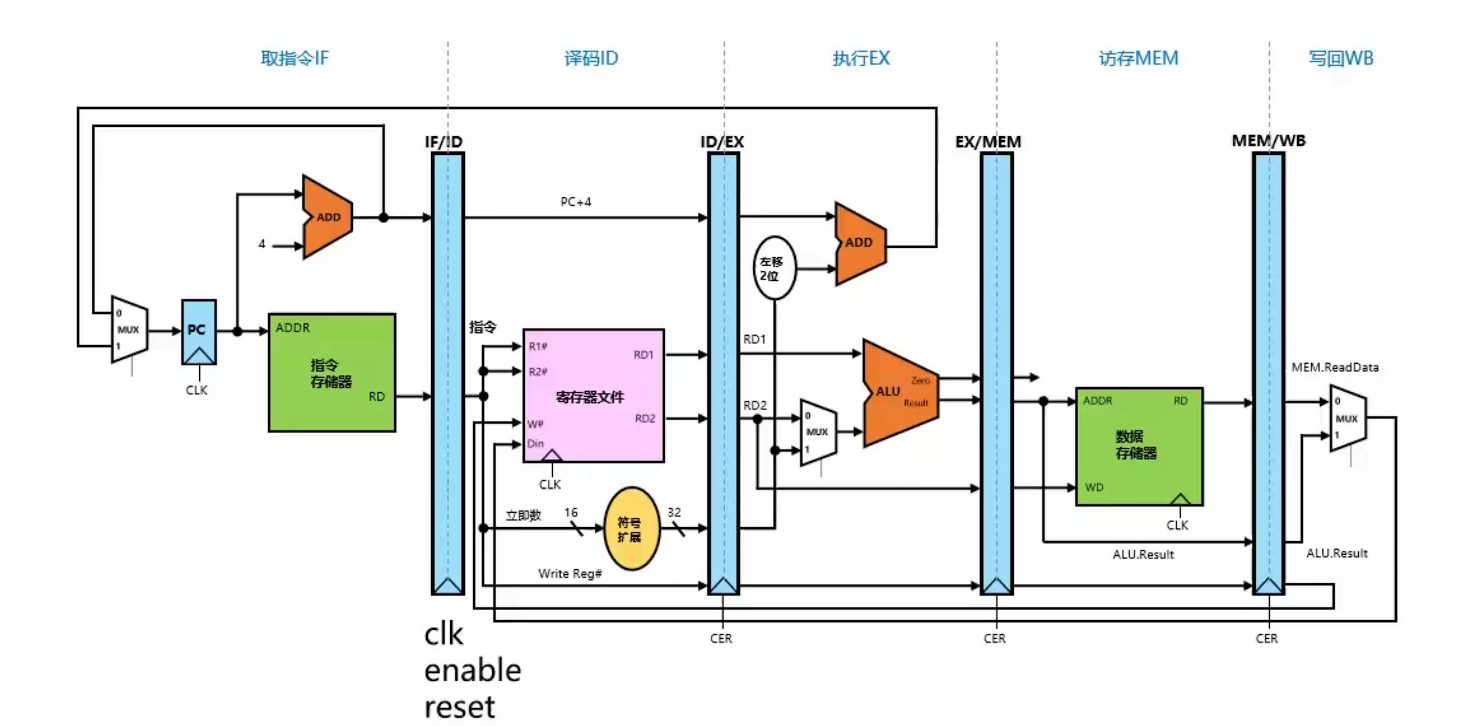 取指令IF
译码ID
执行EX
访存MEM
写回WB
IF/ID
ID/EX
EX/MEM
MEM/WB
ADD
4
PC+4
ADD
左移
2位
0
MUX
1
PC
CLK
ADDR
指令
存储器
RD
指令
R1#
R2#
W#
Din
寄存器文件
RD1
RD2
CLK
立即数
16
符号
扩展
32
Write Reg#
RD1
RD2
0
MUX
1
ALU
Zero
Result
ADDR
RD
数据
存储器
WD
CLK
ALU.Result
MEM.ReadData
0
MUX
1
ALU.Result
CER
CER
CER
clk
enable
reset